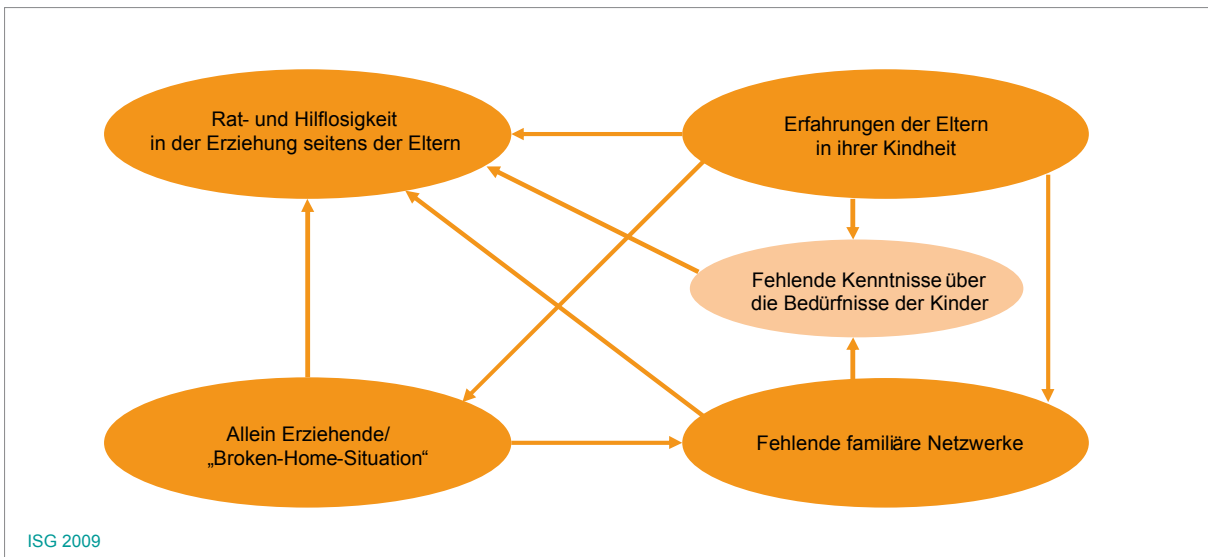 Rat- und Hilflosigkeit
in der Erziehung seitens der Eltern
Erfahrungen der Eltern
in ihrer Kindheit
Fehlende Kenntnisse über
die Bedürfnisse der Kinder
Allein Erziehende/
„Broken-Home-Situation“
Fehlende familiäre Netzwerke
ISG 2009